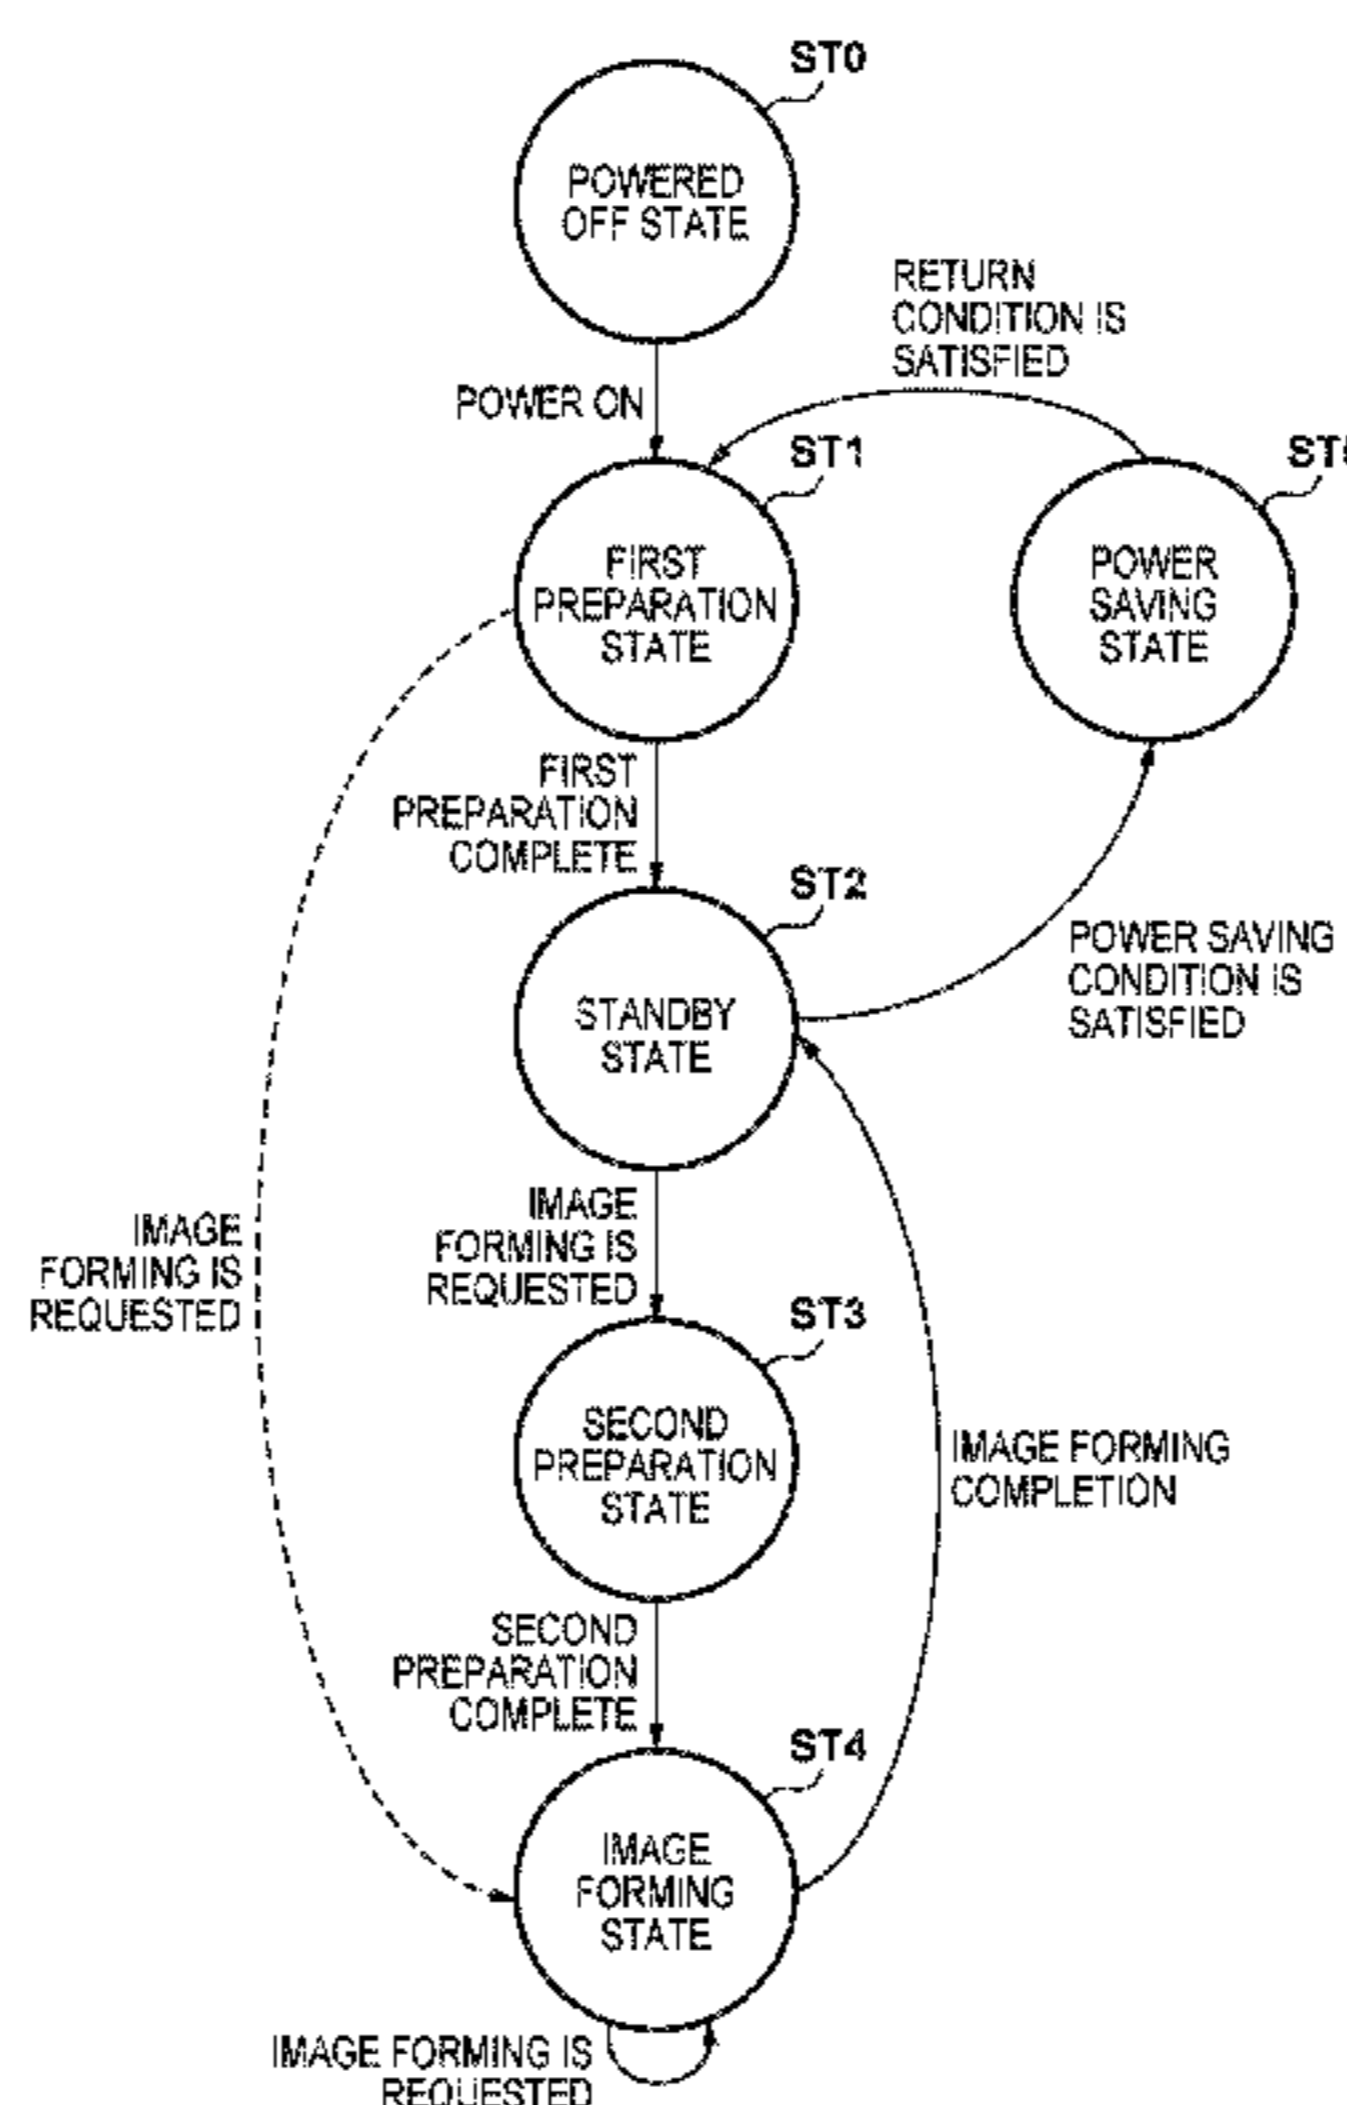 ST0
POWERED
OFF STATE
RETURN
CONDITION IS
SATISFIED
POWER ON
ST1
FIRST
PREPARATION
STATE
POWER
SAVING
STATE
FIRST
PREPARATION
COMPLETE
ST2
STANDBY
STATE
POWER SAVING
CONDITION IS
SATISFIED
IMAGE
FORMING IS
REQUESTED
IMAGE
FORMING IS
REQUESTED
ST3
SECOND
PREPARATION
STATE
IMAGE FORMING
COMPLETION
SECOND
PREPARATION
COMPLETE
ST4
IMAGE
FORMING
STATE
IMAGE FORMING IS
REQUESTED